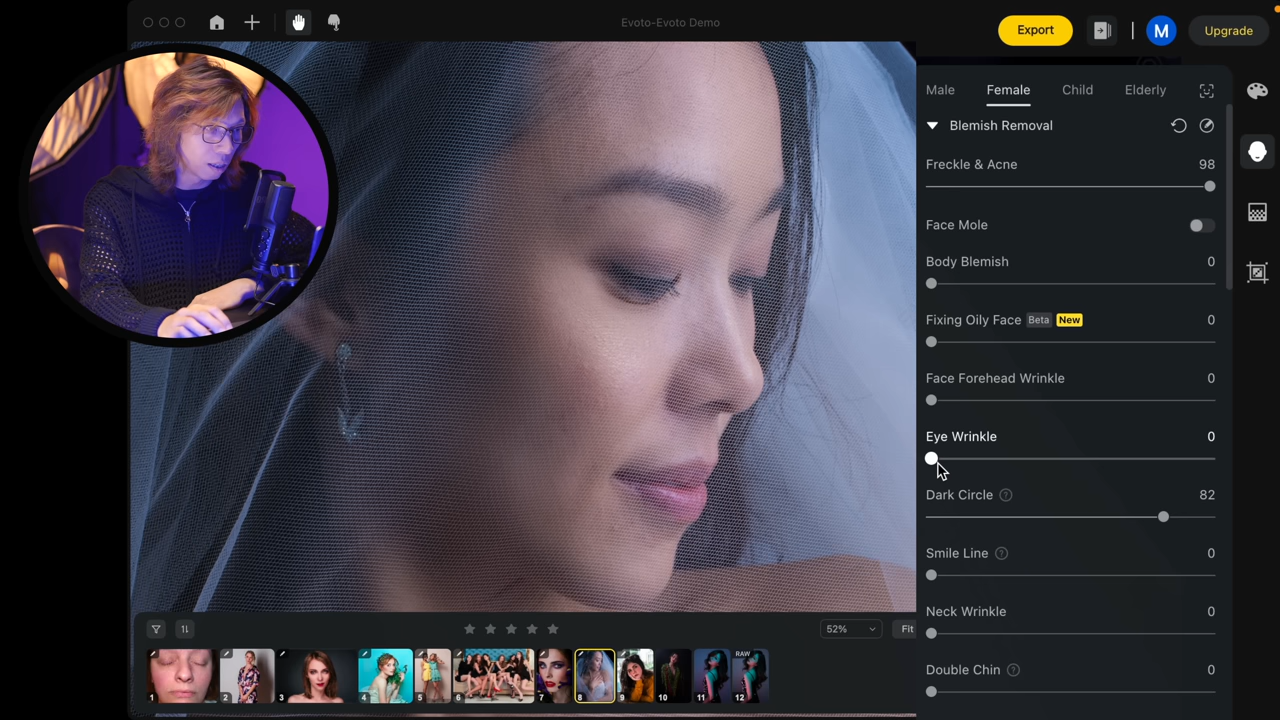 Evoto-Evoto Demo
Export
M
Upgrade
Male Female Child Elderly
Blemish Removal
Freckle & Acne 98
Face Mole
Body Blemish 0
Fixing Oily Face Beta New 0
Face Forehead Wrinkle 0
Eye Wrinkle 0
Dark Circle ? 82
Smile Line ? 0
Neck Wrinkle 0
Double Chin ? 0
52% Fit
RAW
1 2 3 4 5 6 7 8 9 10 11 12